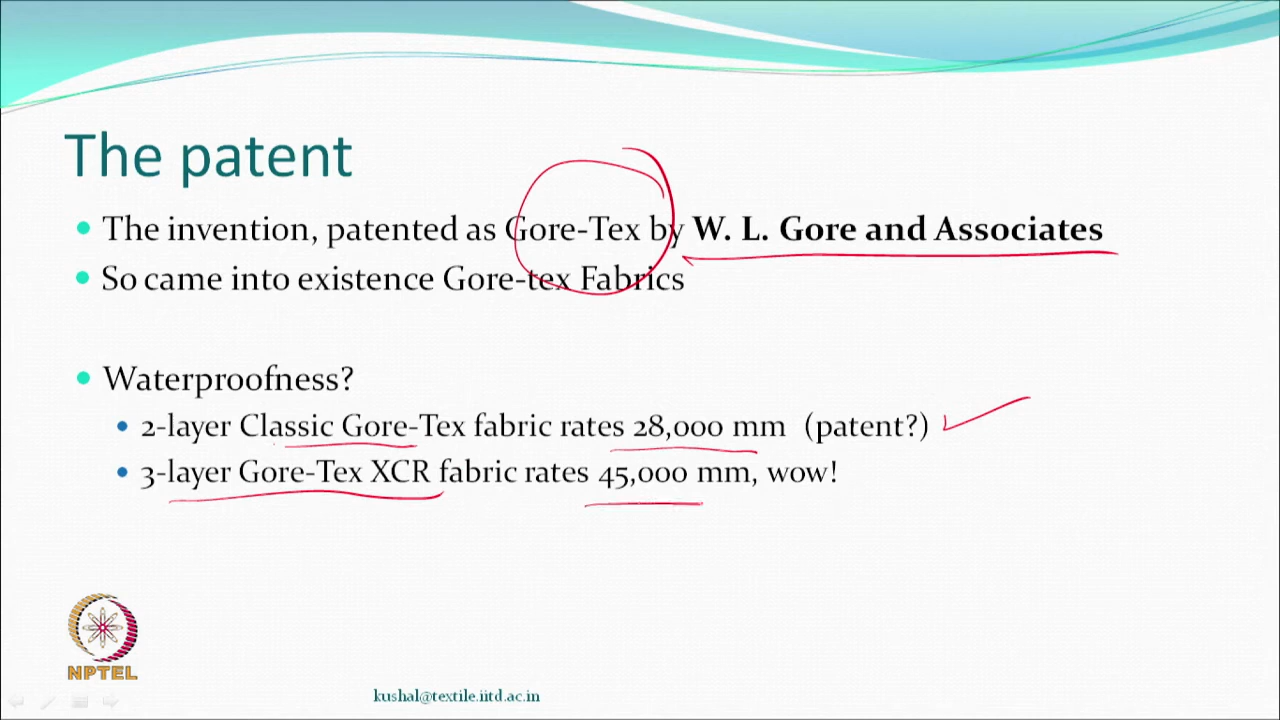 The patent
The invention, patented as Gore-Tex by W. L. Gore and Associates
So came into existence Gore-tex Fabrics
Waterproofness?
2-layer Classic Gore-Tex fabric rates 28,000 mm (patent?)
3-layer Gore-Tex XCR fabric rates 45,000 mm, wow!
NPTEL
kushal@textile.iitd.ac.in